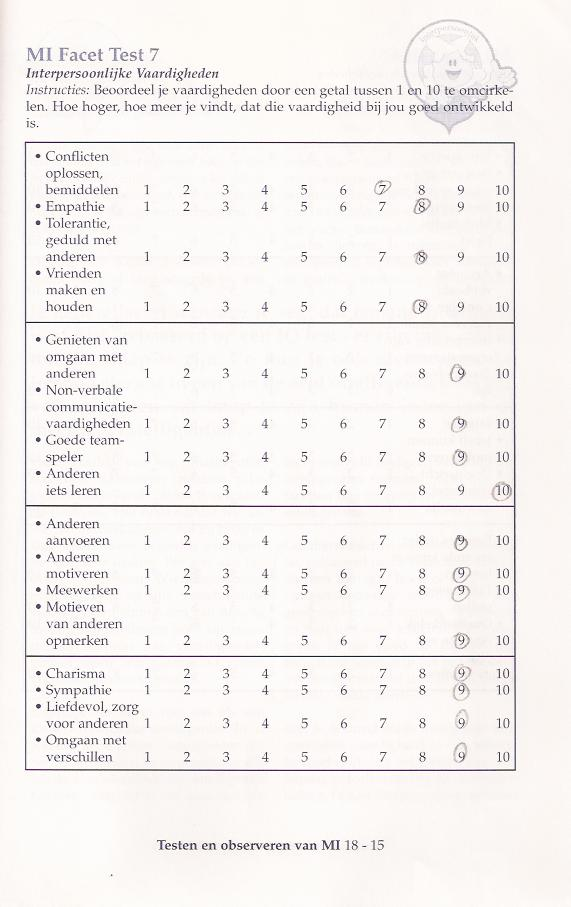 interpersoonlijk
MI Facet Test 7
Interpersoonlijke Vaardigheden
Instructies: Beoordeel je vaardigheden door een getal tussen 1 en 10 te omcirke-
len. Hoe hoger, hoe meer je vindt, dat die vaardigheid bij jou goed ontwikkeld
is.
• Conflicten
oplossen,
bemiddelen 1 2 3 4 5 6 7 8 9 10
• Empathie 1 2 3 4 5 6 7 8 9 10
• Tolerantie,
geduld met
anderen 1 2 3 4 5 6 7 8 9 10
• Vrienden
maken en
houden 1 2 3 4 5 6 7 8 9 10
• Genieten van
omgaan met
anderen 1 2 3 4 5 6 7 8 9 10
• Non-verbale
communicatie-
vaardigheden 1 2 3 4 5 6 7 8 9 10
• Goede team-
speler 1 2 3 4 5 6 7 8 9 10
• Anderen
iets leren 1 2 3 4 5 6 7 8 9 10
• Anderen
aanvoeren 1 2 3 4 5 6 7 8 9 10
• Anderen
motiveren 1 2 3 4 5 6 7 8 9 10
• Meewerken 1 2 3 4 5 6 7 8 9 10
• Motieven
van anderen
opmerken 1 2 3 4 5 6 7 8 9 10
• Charisma 1 2 3 4 5 6 7 8 9 10
• Sympathie 1 2 3 4 5 6 7 8 9 10
• Liefdevol, zorg
voor anderen 1 2 3 4 5 6 7 8 9 10
• Omgaan met
verschillen 1 2 3 4 5 6 7 8 9 10
Testen en observeren van MI 18 - 15